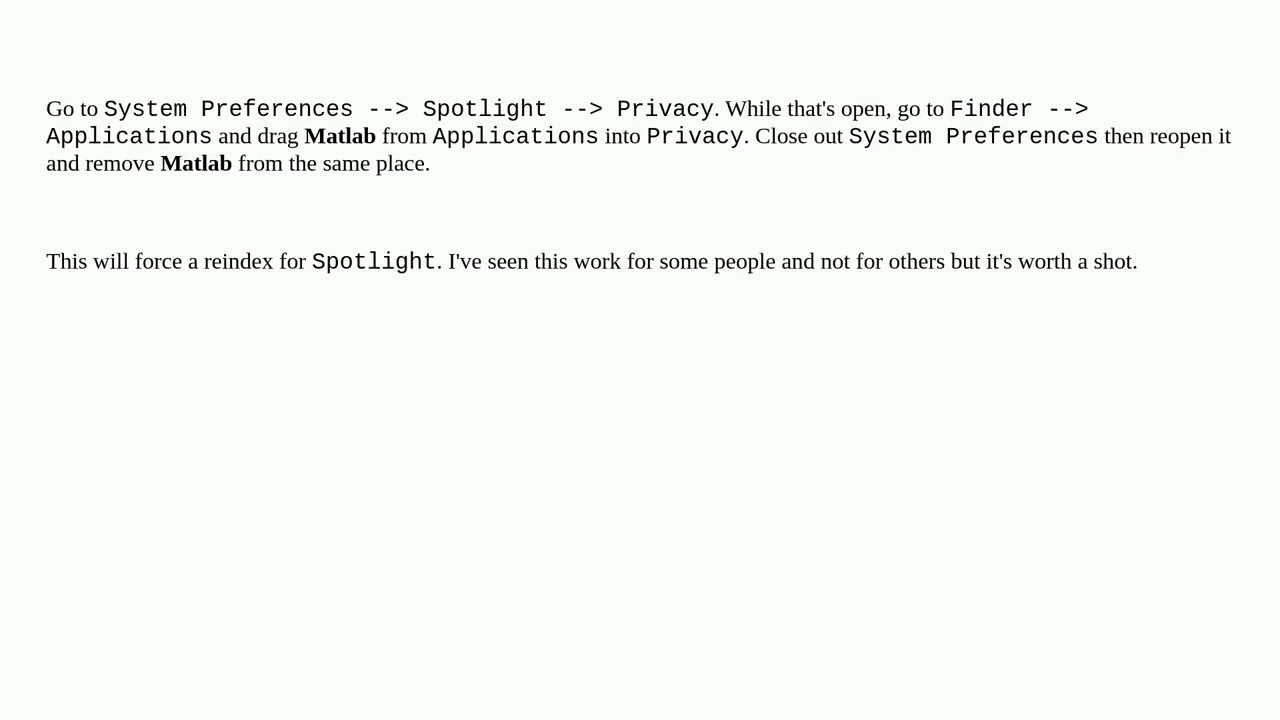 Go to System Preferences --> Spotlight --> Privacy. While that's open, go to Finder -->
Applications and drag Matlab from Applications into Privacy. Close out System Preferences then reopen it
and remove Matlab from the same place.
This will force a reindex for Spotlight. I've seen this work for some people and not for others but it's worth a shot.